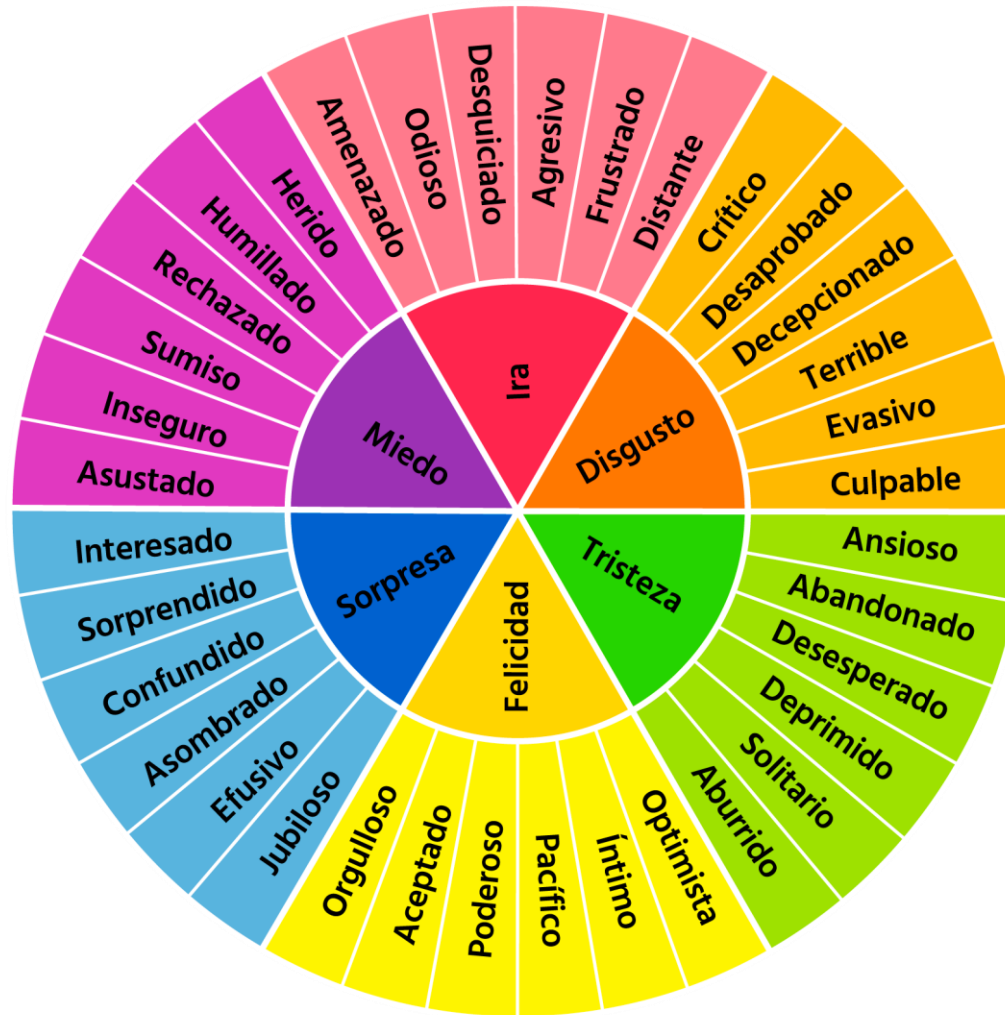 Amenazado
Odioso
Desquiciado
Agresivo
Frustrado
Distante
Crítico
Desaprobado
Decepcionado
Terrible
Evasivo
Culpable
Ansioso
Abandonado
Desesperado
Deprimido
Solitario
Aburrido
Optimista
Íntimo
Pacífico
Poderoso
Aceptado
Orgulloso
Jubiloso
Efusivo
Asombrado
Confundido
Sorprendido
Interesado
Asustado
Inseguro
Sumiso
Rechazado
Humillado
Herido
Ira
Disgusto
Tristeza
Felicidad
Sorpresa
Miedo